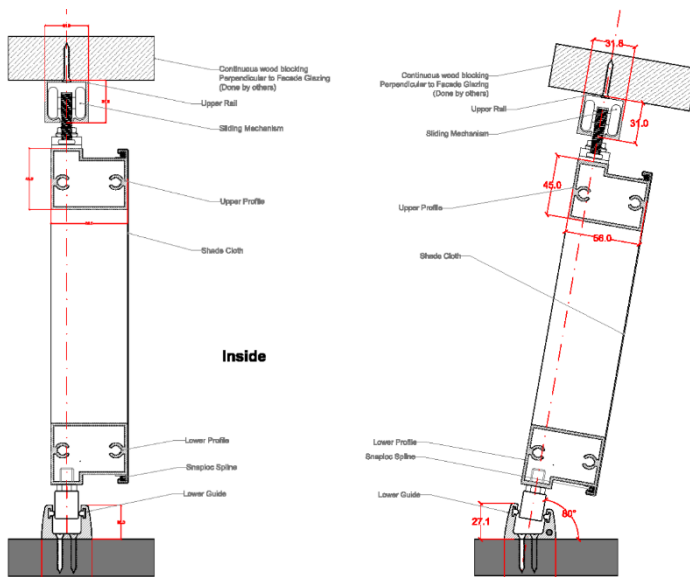 Continuous wood blocking
Perpendicular to Facade Glazing
(Done by others)
Upper Rail
Sliding Mechanism
Upper Profile
Shade Cloth
Inside
Lower Profile
Snaploc Spline
Lower Guide
31.8
Continuous wood blocking
Perpendicular to Facade Glazing
(Done by others)
Upper Rail
31.0
Sliding Mechanism
45.0
Upper Profile
56.0
Shade Cloth
Lower Profile
Snaploc Spline
Lower Guide
27.1
80°